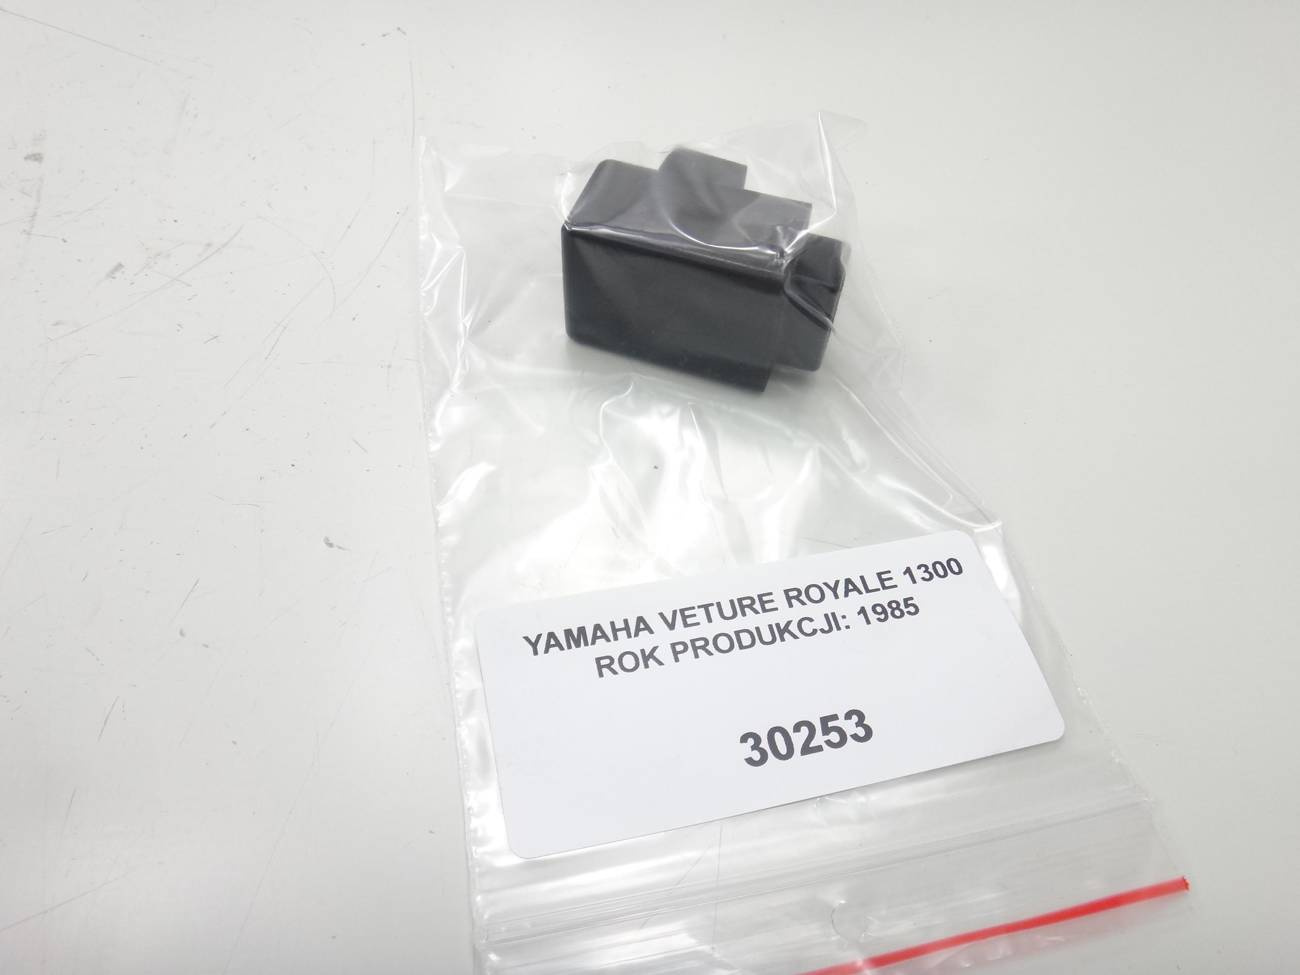 YAMAHA VETURE ROYALE 1300
ROK PRODUKCJI: 1985
30253